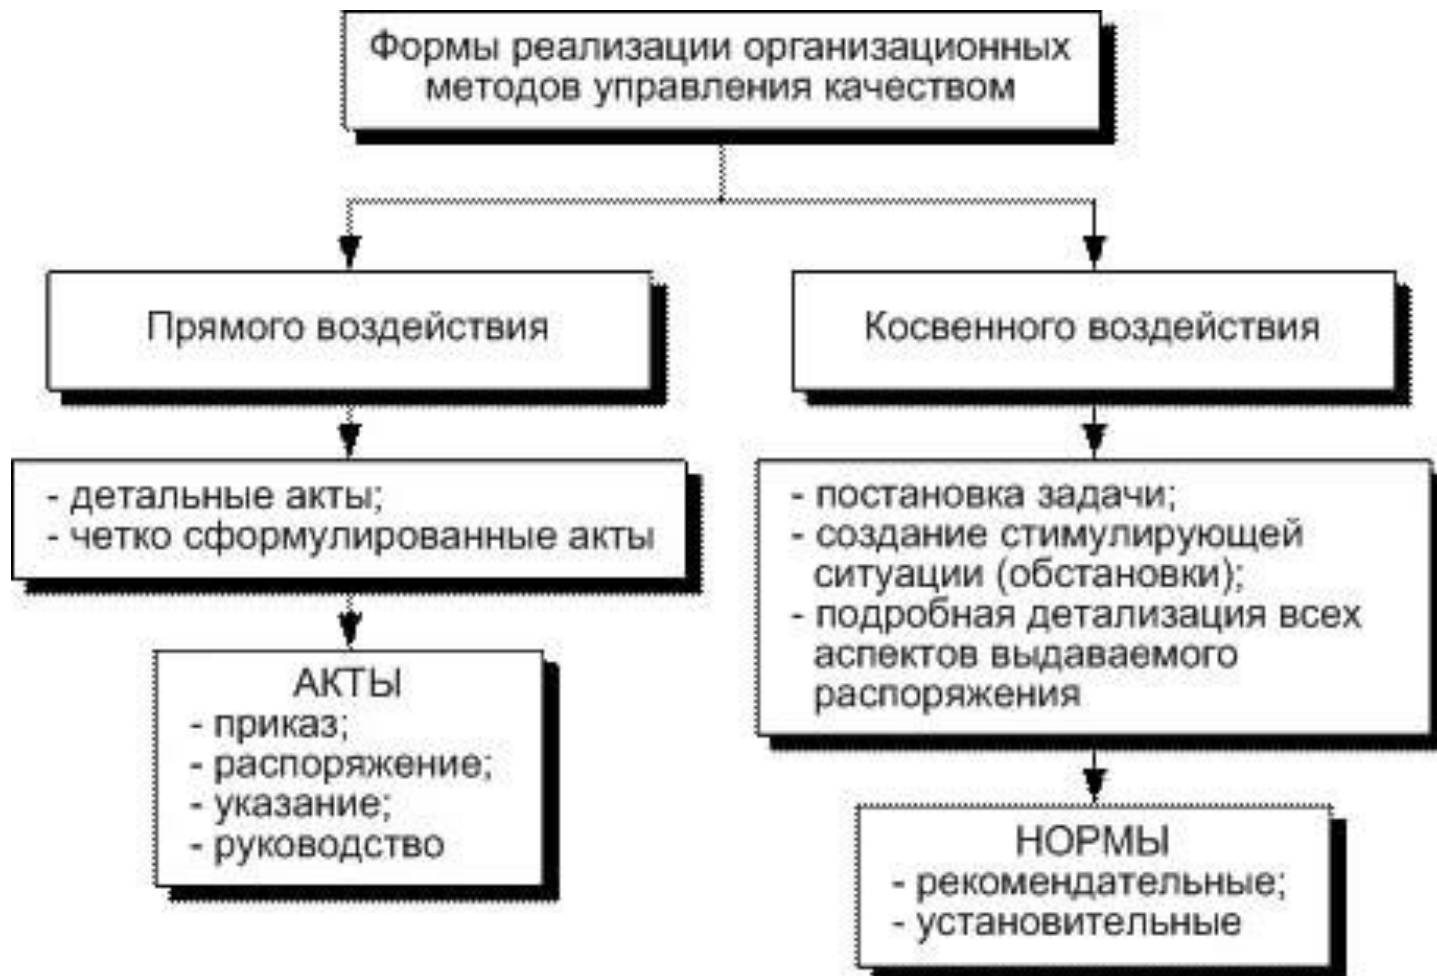 Формы реализации организационных
методов управления качеством
Прямого воздействия
Косвенного воздействия
- детальные акты;
- четко сформулированные акты
- постановка задачи;
- создание стимулирующей
ситуации (обстановки);
- подробная детализация всех
аспектов выдаваемого
распоряжения
АКТЫ
- приказ;
- распоряжение;
- указание;
- руководство
НОРМЫ
- рекомендательные;
- установительные